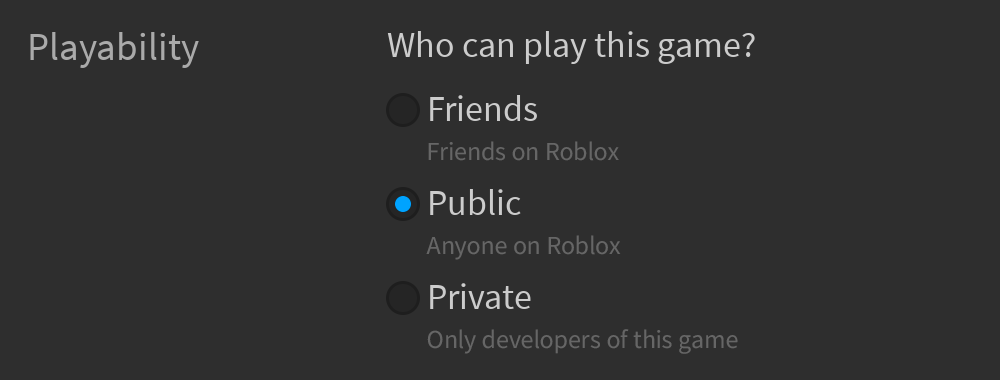 Playability
Who can play this game?
Friends
Friends on Roblox
Public
Anyone on Roblox
Private
Only developers of this game